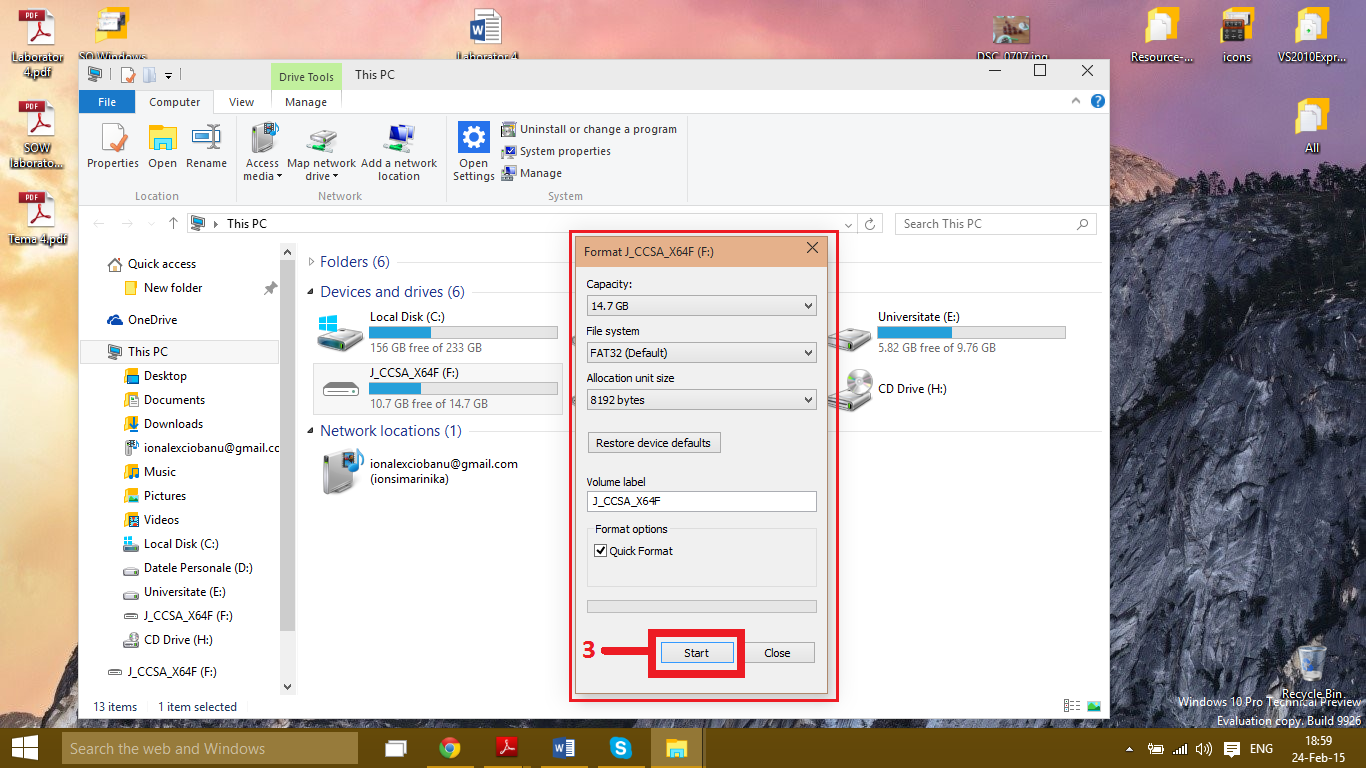 Laborator 4.pdf
SO Windows
Laborator 4
DSC_0707.jpg
Resource-...
icons
VS2010Expr...
PDF
SOW laborato...
All
PDF
Tema 4.pdf
Drive Tools
This PC
File
Computer
View
Manage
Properties
Open
Rename
Access media
Map network drive
Add a network location
Open Settings
Uninstall or change a program
System properties
Manage
Location
Network
System
This PC
Search This PC
Quick access
New folder
OneDrive
This PC
Desktop
Documents
Downloads
ionalexciobanu@gmail.cc
Music
Pictures
Videos
Local Disk (C:)
Datele Personale (D:)
Universitate (E:)
J_CCSA_X64F (F:)
CD Drive (H:)
J_CCSA_X64F (F:)
Folders (6)
Devices and drives (6)
Local Disk (C:)
156 GB free of 233 GB
J_CCSA_X64F (F:)
10.7 GB free of 14.7 GB
Universitate (E:)
5.82 GB free of 9.76 GB
CD Drive (H:)
Network locations (1)
ionalexciobanu@gmail.com
(ionsimarinika)
Format J_CCSA_X64F (F:)
Capacity:
14.7 GB
File system
FAT32 (Default)
Allocation unit size
8192 bytes
Restore device defaults
Volume label
J_CCSA_X64F
Format options
Quick Format
3
Start
Close
13 items
1 item selected
Recycle Bin
Windows 10 Pro Technical Preview
Evaluation copy. Build 9926
Search the web and Windows
ENG
18:59
24-Feb-15